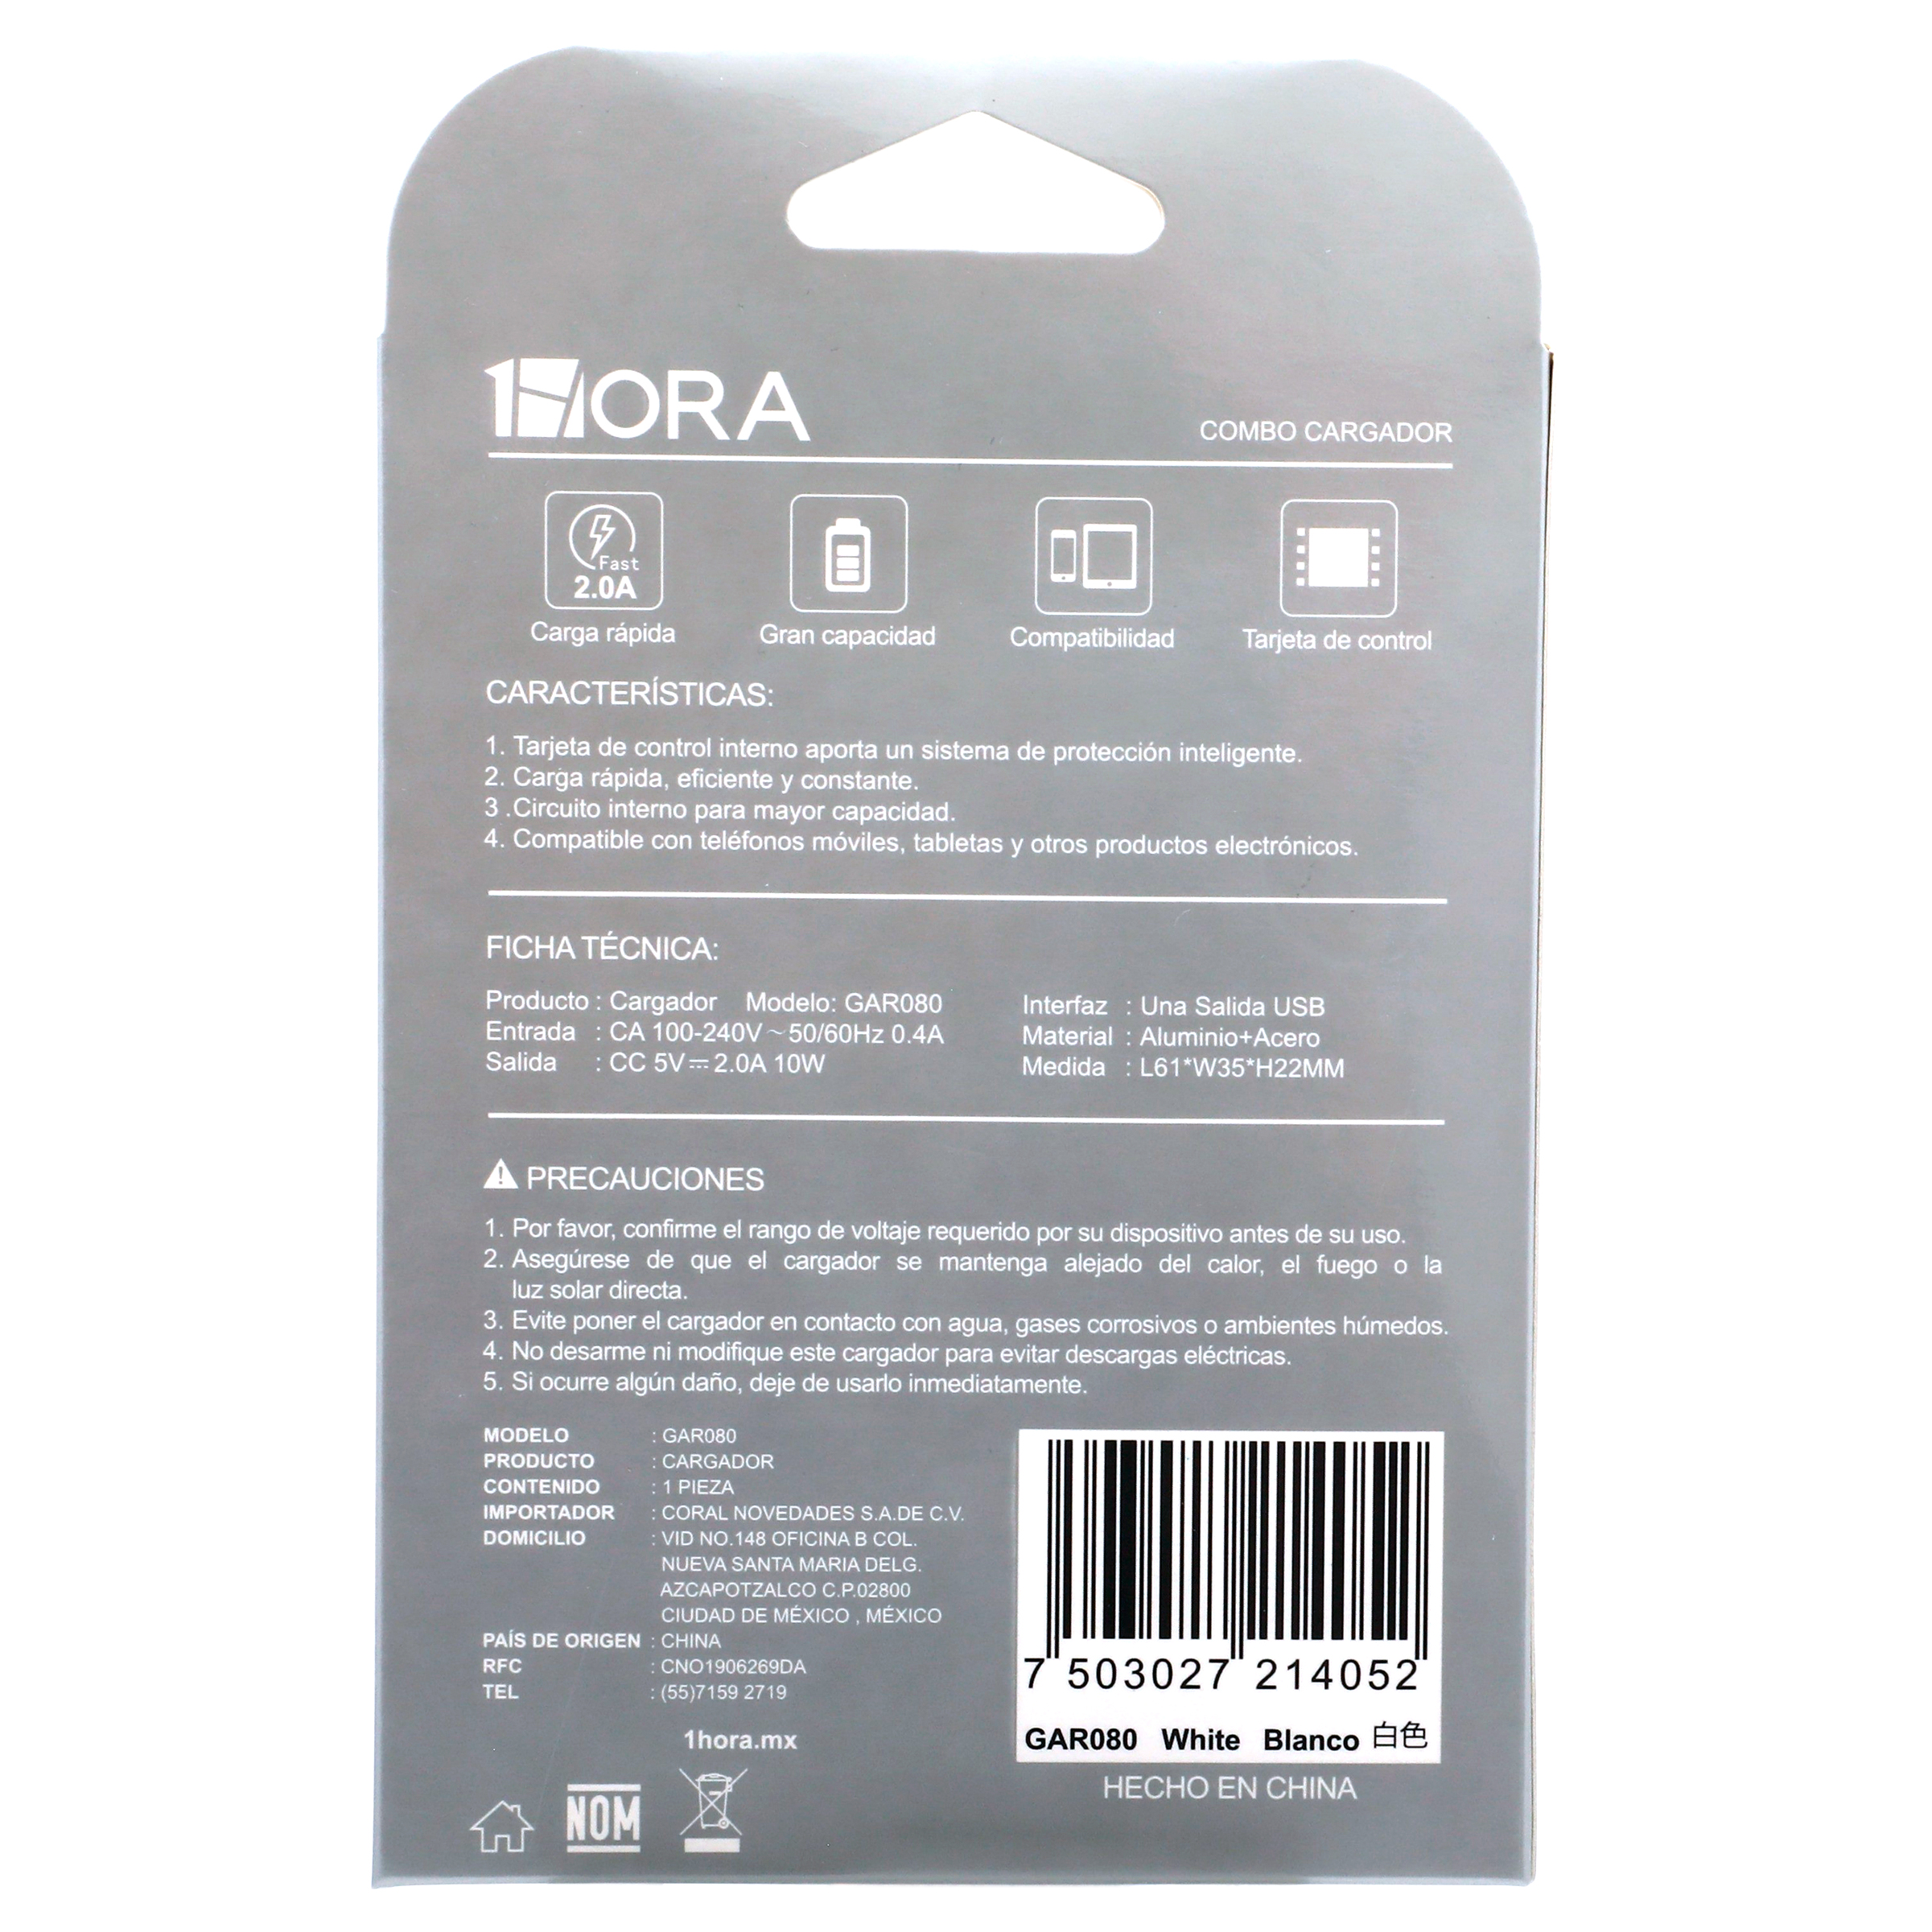 1HORA
COMBO CARGADOR
Fast
2.0A
Carga rápida
Gran capacidad
Compatibilidad
Tarjeta de control
CARACTERÍSTICAS:
1. Tarjeta de control interno aporta un sistema de protección inteligente.
2. Carga rápida, eficiente y constante.
3 .Circuito interno para mayor capacidad.
4. Compatible con teléfonos móviles, tabletas y otros productos electrónicos.
FICHA TÉCNICA:
Producto : Cargador Modelo: GAR080
Entrada : CA 100-240V～50/60Hz 0.4A
Salida : CC 5V⎓2.0A 10W
Interfaz : Una Salida USB
Material : Aluminio+Acero
Medida : L61*W35*H22MM
PRECAUCIONES
1. Por favor, confirme el rango de voltaje requerido por su dispositivo antes de su uso.
2. Asegúrese de que el cargador se mantenga alejado del calor, el fuego o la
luz solar directa.
3. Evite poner el cargador en contacto con agua, gases corrosivos o ambientes húmedos.
4. No desarme ni modifique este cargador para evitar descargas eléctricas.
5. Si ocurre algún daño, deje de usarlo inmediatamente.
MODELO : GAR080
PRODUCTO : CARGADOR
CONTENIDO : 1 PIEZA
IMPORTADOR : CORAL NOVEDADES S.A.DE C.V.
DOMICILIO : VID NO.148 OFICINA B COL.
NUEVA SANTA MARIA DELG.
AZCAPOTZALCO C.P.02800
CIUDAD DE MÉXICO , MÉXICO
PAÍS DE ORIGEN : CHINA
RFC : CNO1906269DA
TEL : (55)7159 2719
1hora.mx
NOM
7 503027 214052
GAR080 White Blanco 白色
HECHO EN CHINA